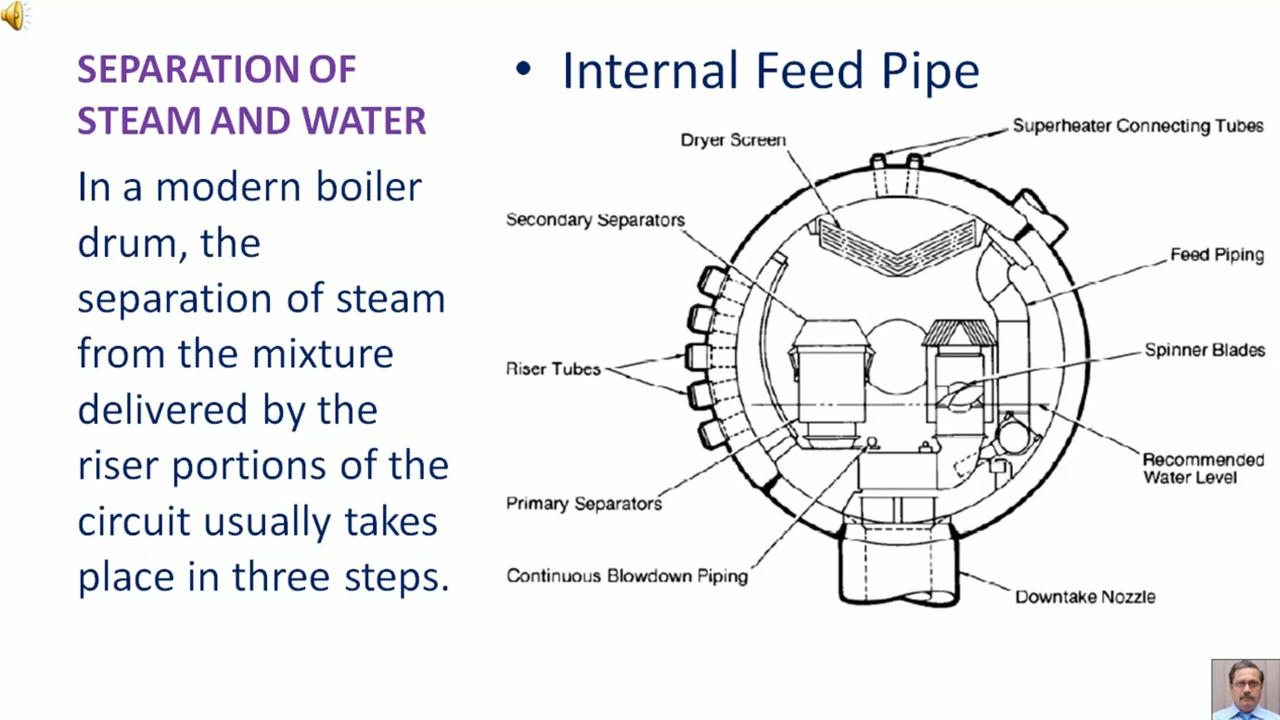 SEPARATION OF
STEAM AND WATER
In a modern boiler
drum, the
separation of steam
from the mixture
delivered by the
riser portions of the
circuit usually takes
place in three steps.
• Internal Feed Pipe
Superheater Connecting Tubes
Dryer Screen
Secondary Separators
Feed Piping
Spinner Blades
Riser Tubes
Recommended
Water Level
Primary Separators
Continuous Blowdown Piping
Downtake Nozzle